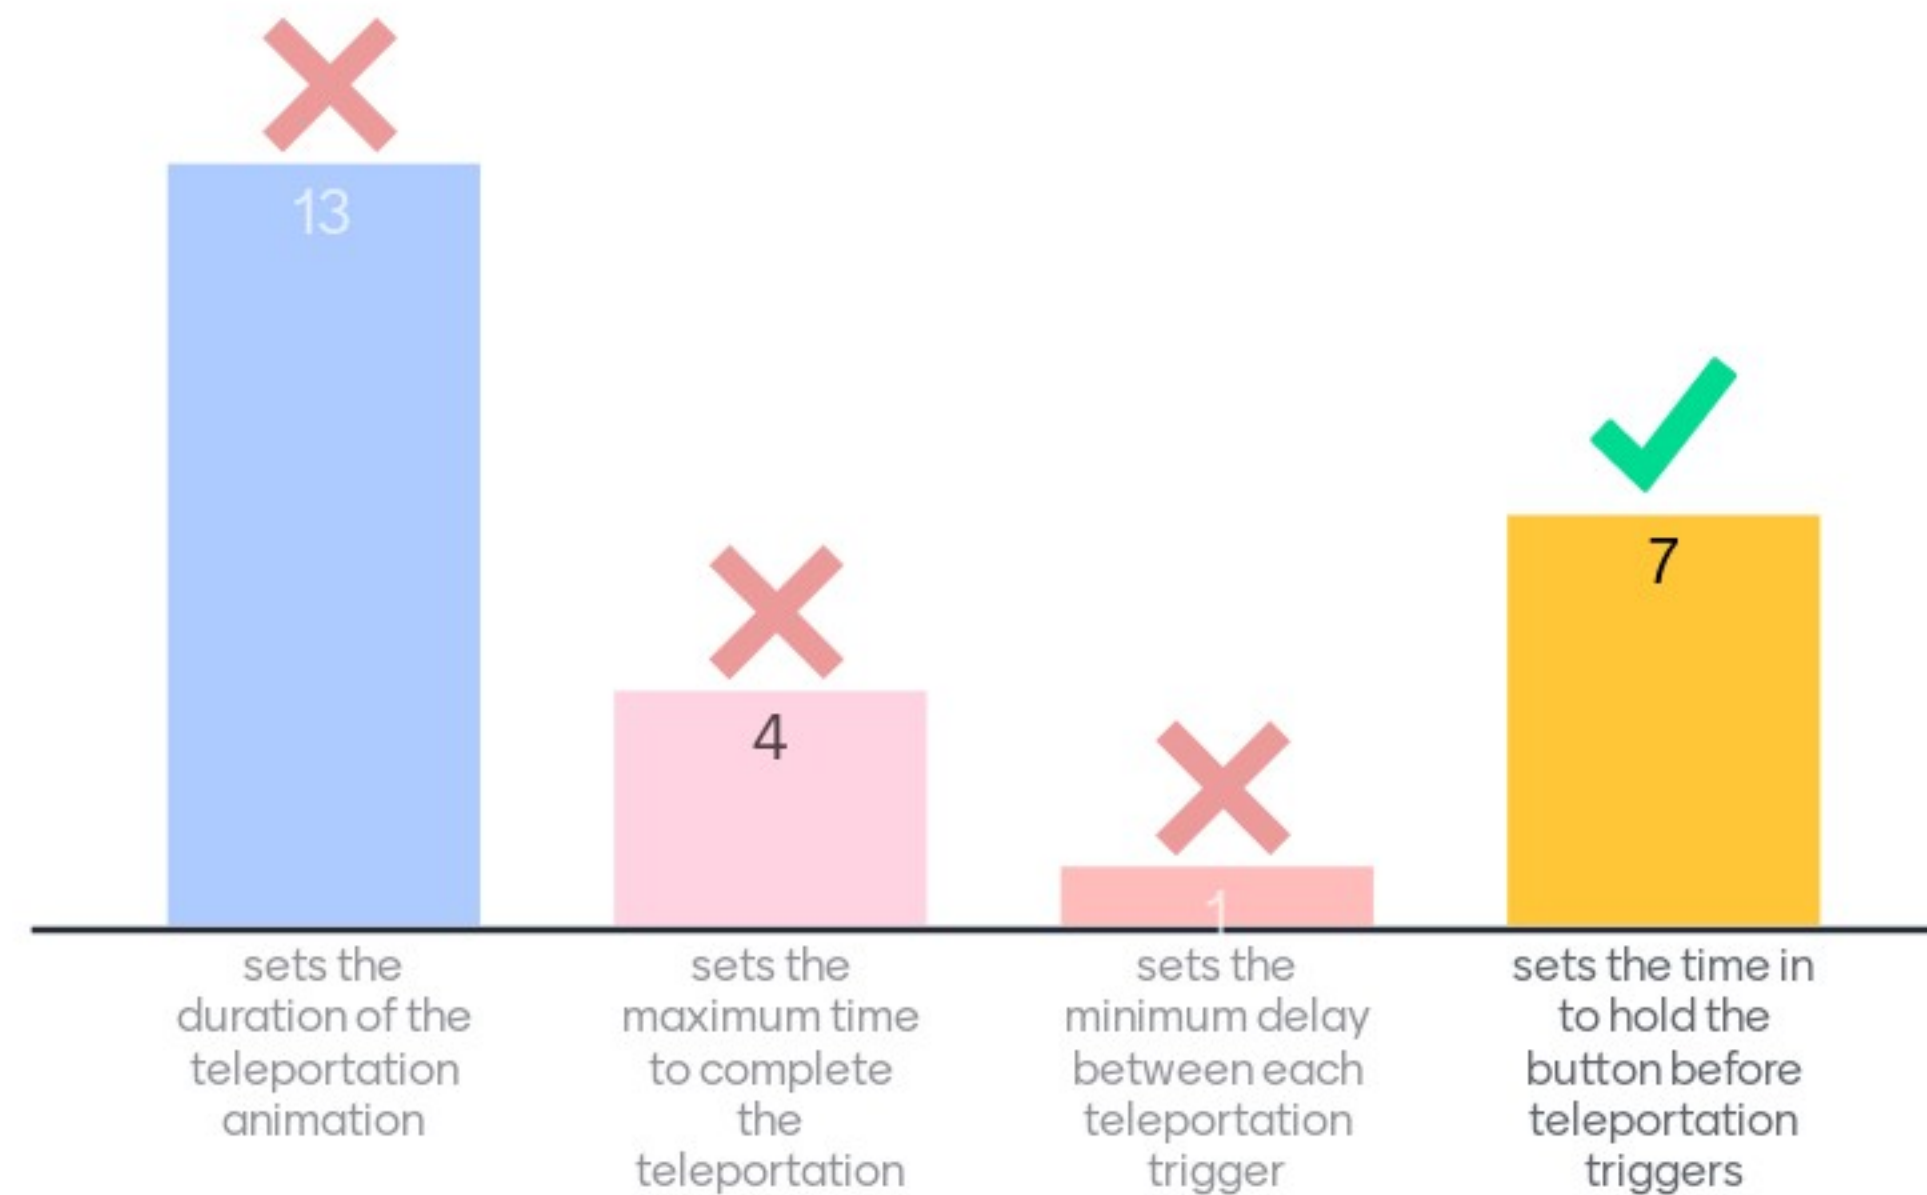 13
4
1
7
sets the
duration of the
teleportation
animation
sets the
maximum time
to complete
the
teleportation
sets the
minimum delay
between each
teleportation
trigger
sets the time in
to hold the
button before
teleportation
triggers